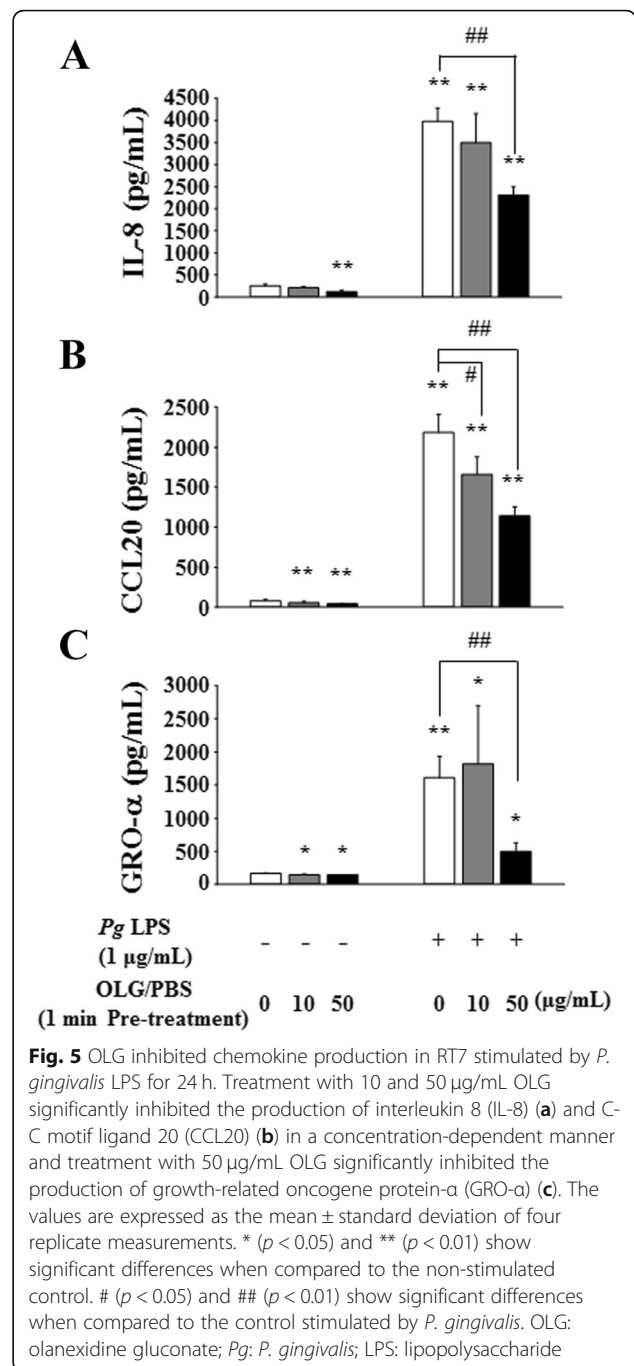 A
##
** ** **
IL-8 (pg/mL)
4500
4000
3500
3000
2500
2000
1500
1000
500
0
**
B
##
#
** ** **
CCL20 (pg/mL)
2500
2000
1500
1000
500
0
** **
C
##
** * *
GRO-α (pg/mL)
3000
2500
2000
1500
1000
500
0
* *
Pg LPS
(1 µg/mL)
– – – + + +
OLG/PBS
(1 min Pre-treatment)
0 10 50 0 10 50 (µg/mL)
Fig. 5 OLG inhibited chemokine production in RT7 stimulated by P.
gingivalis LPS for 24 h. Treatment with 10 and 50 µg/mL OLG
significantly inhibited the production of interleukin 8 (IL-8) (a) and C-
C motif ligand 20 (CCL20) (b) in a concentration-dependent manner
and treatment with 50 µg/mL OLG significantly inhibited the
production of growth-related oncogene protein-α (GRO-α) (c). The
values are expressed as the mean ± standard deviation of four
replicate measurements. * (p < 0.05) and ** (p < 0.01) show
significant differences when compared to the non-stimulated
control. # (p < 0.05) and ## (p < 0.01) show significant differences
when compared to the control stimulated by P. gingivalis. OLG:
olanexidine gluconate; Pg: P. gingivalis; LPS: lipopolysaccharide